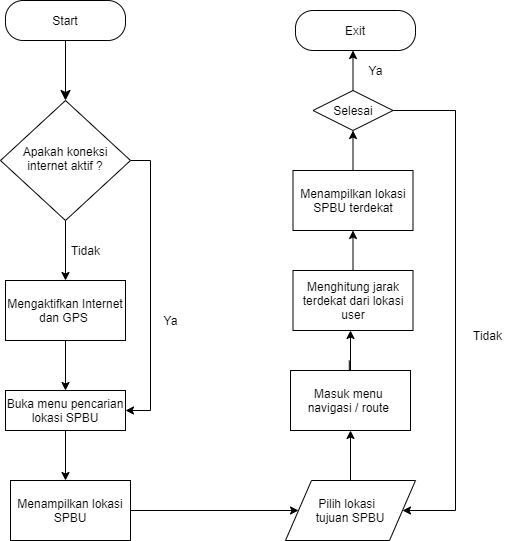 Start
Apakah koneksi
internet aktif ?
Tidak
Mengaktifkan Internet
dan GPS
Ya
Buka menu pencarian
lokasi SPBU
Menampilkan lokasi
SPBU
Pilih lokasi
tujuan SPBU
Masuk menu
navigasi / route
Menghitung jarak
terdekat dari lokasi
user
Menampilkan lokasi
SPBU terdekat
Selesai
Ya
Exit
Tidak